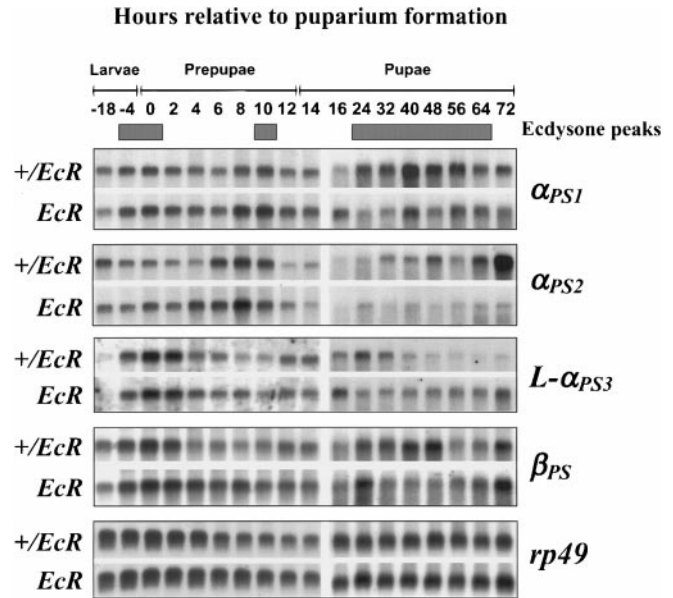 Hours relative to puparium formation
Larvae Prepupae Pupae
-18 -4 0 2 4 6 8 10 12 14 16 24 32 40 48 56 64 72
Ecdysone peaks
+/EcR
EcR
αPS1
+/EcR
EcR
αPS2
+/EcR
EcR
L-αPS3
+/EcR
EcR
βPS
+/EcR
EcR
rp49